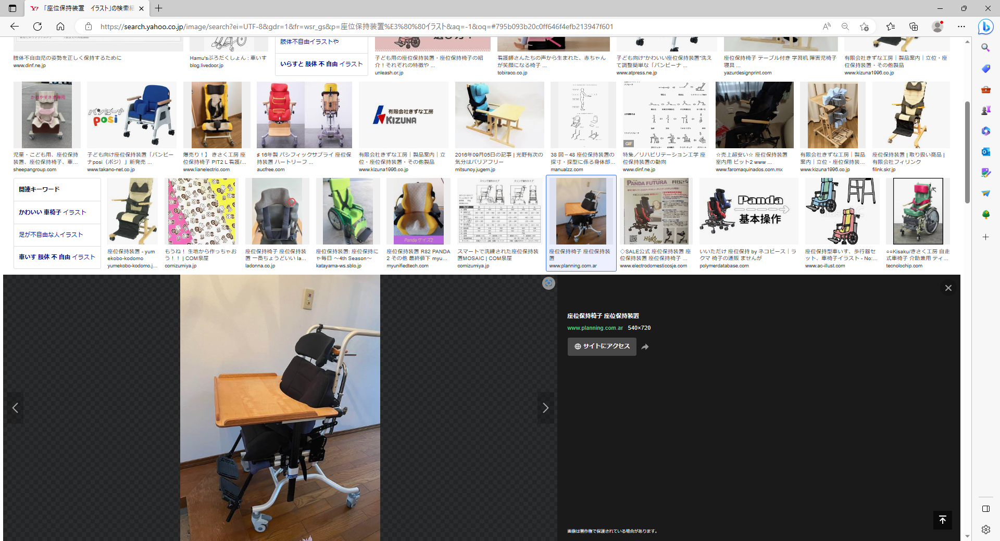 「座位保持装置　イラスト」の検索結
https://search.yahoo.co.jp/image/search?ei=UTF-8&gdr=1&fr=wsr_gs&p=座位保持装置%E3%80%80イラスト&aq=-1&oq=#795b093b20c0ff646f4efb213947f601
肢体不自由児の姿勢を正しく保持するために
www.dinf.ne.jp
Hamu'sぷろだくしょん : 車いす
blog.livedoor.jp
肢体不自由イラストや
いらすと 肢体 不 自由 イラスト
子ども用の座位保持装置・座位保持椅子の紹
介！それぞれの特徴や ...
unleash.or.jp
看護師さんたちの声から生まれた、赤ちゃん
が笑顔になる椅子 ...
tobiraco.co.jp
子ども向け“かわいい座位保持装置”洗え
て調整簡単な「バンビーナ ...
www.atpress.ne.jp
座位保持椅子 テーブル付き 学習机 障害児椅子
寝具 ...
yazurdesignprint.com
有限会社きずな工房｜製品案内｜立位・座
位保持装置・その他製品
www.kizuna1996.co.jp
バンビーナ
posi
有限会社きずな工房
KIZUNA
GIF
児童・こども用、座位保持
装置、座位保持椅子、車...
sheepangroup.com
子ども向け座位保持装置「バンビー
ナposi（ポジ）」新発売 ...
www.takano-net.co.jp
爆売り！】 きさく工房 座
位保持椅子 PIT2 L 看護/...
www.lianelectric.com
♯ 16年製 パシフィックサプライ 座位保
持装置 ハートリーフ ...
aucfree.com
有限会社きずな工房｜製品案内｜立
位・座位保持装置・その他製品
www.kizuna1996.co.jp
2016年09月05日の記事 | 光野有次の
気分はバリアフリー
mitsunoy.jugem.jp
38 図－48 座位保持装置の
採寸・採型に係る身体部...
manualzz.com
特集／リハビリテーション工学 座
位保持装置の動向
www.dinf.ne.jp
☆売上超安い☆ 座位保持装置
室内用 ピット2 www ...
www.faromaquinados.com.mx
有限会社きずな工房｜製品
案内｜立位・座位保持装...
www.kizuna1996.co.jp
座位保持装置 | 取り扱い商品 |
有限会社フィリンク
filink.skr.jp
関連キーワード
かわいい 車椅子 イラスト
足が不自由な人イラスト
車いす 肢体 不 自由 イラスト
Panda サイズ2
PANDA FUTURA R82
High low
Panda
基本操作
座位保持装置 - yum
ekobo-kodomo
yumekobo-kodomo.j...
もうね！ 生地から作っちゃお
う！！ | COM泉屋
comizumiya.jp
座位保持椅子 座位保持装
置 一番ちょうどいい la...
ladonna.co.jp
座位保持装置: 座位保持に
ゃ毎日 ～4th Season～
katayama-ws.sblo.jp
座位保持装置 R82 PANDA
2 その他 最終値下 myu...
myunifiedtech.com
スマートで洗練された座位保持装
置MOSAIC | COM泉屋
comizumiya.jp
座位保持椅子 座位保持装
置
www.planning.com.ar
◇SALE公式 座位保持装置 座
位保持装置 座位保持椅子 ...
www.electrodomesticosje.com
いいただけ 座位保持 by ネコピース｜ラ
クマ 椅子の通販 ませんが
polymerdatabase.com
座位保持型車いす、歩行器セ
ット、車椅子イラスト - No:...
www.ac-illust.com
○○Kisaku/きさく工房 自走
式車椅子 介助兼用 ティ...
tecnolochip.com
座位保持椅子 座位保持装置
www.planning.com.ar 540×720
サイトにアクセス
画像は著作権で保護されている場合があります。